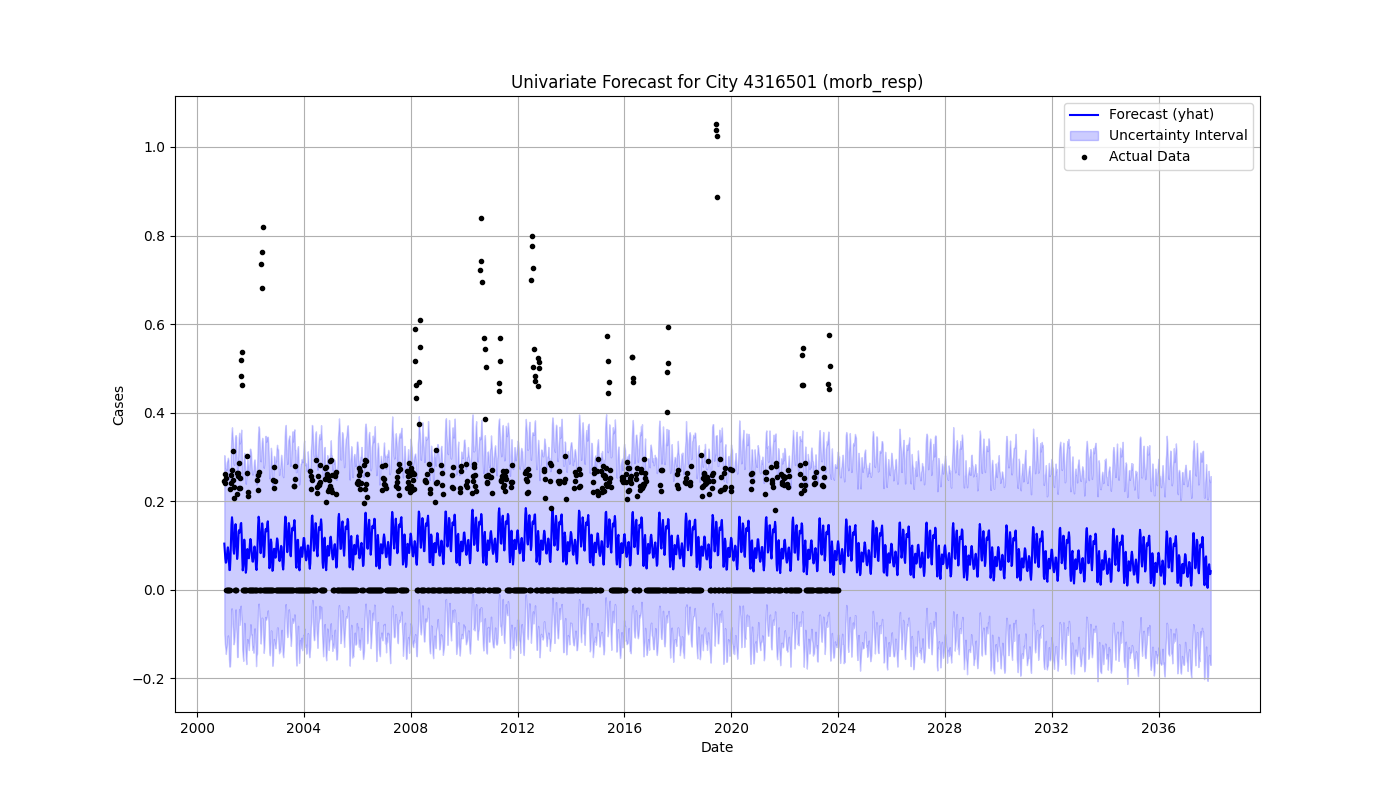 Univariate Forecast for City 4316501 (morb_resp)
Forecast (yhat)
Uncertainty Interval
Actual Data
Cases
1.0
0.8
0.6
0.4
0.2
0.0
−0.2
2000 2004 2008 2012 2016 2020 2024 2028 2032 2036
Date